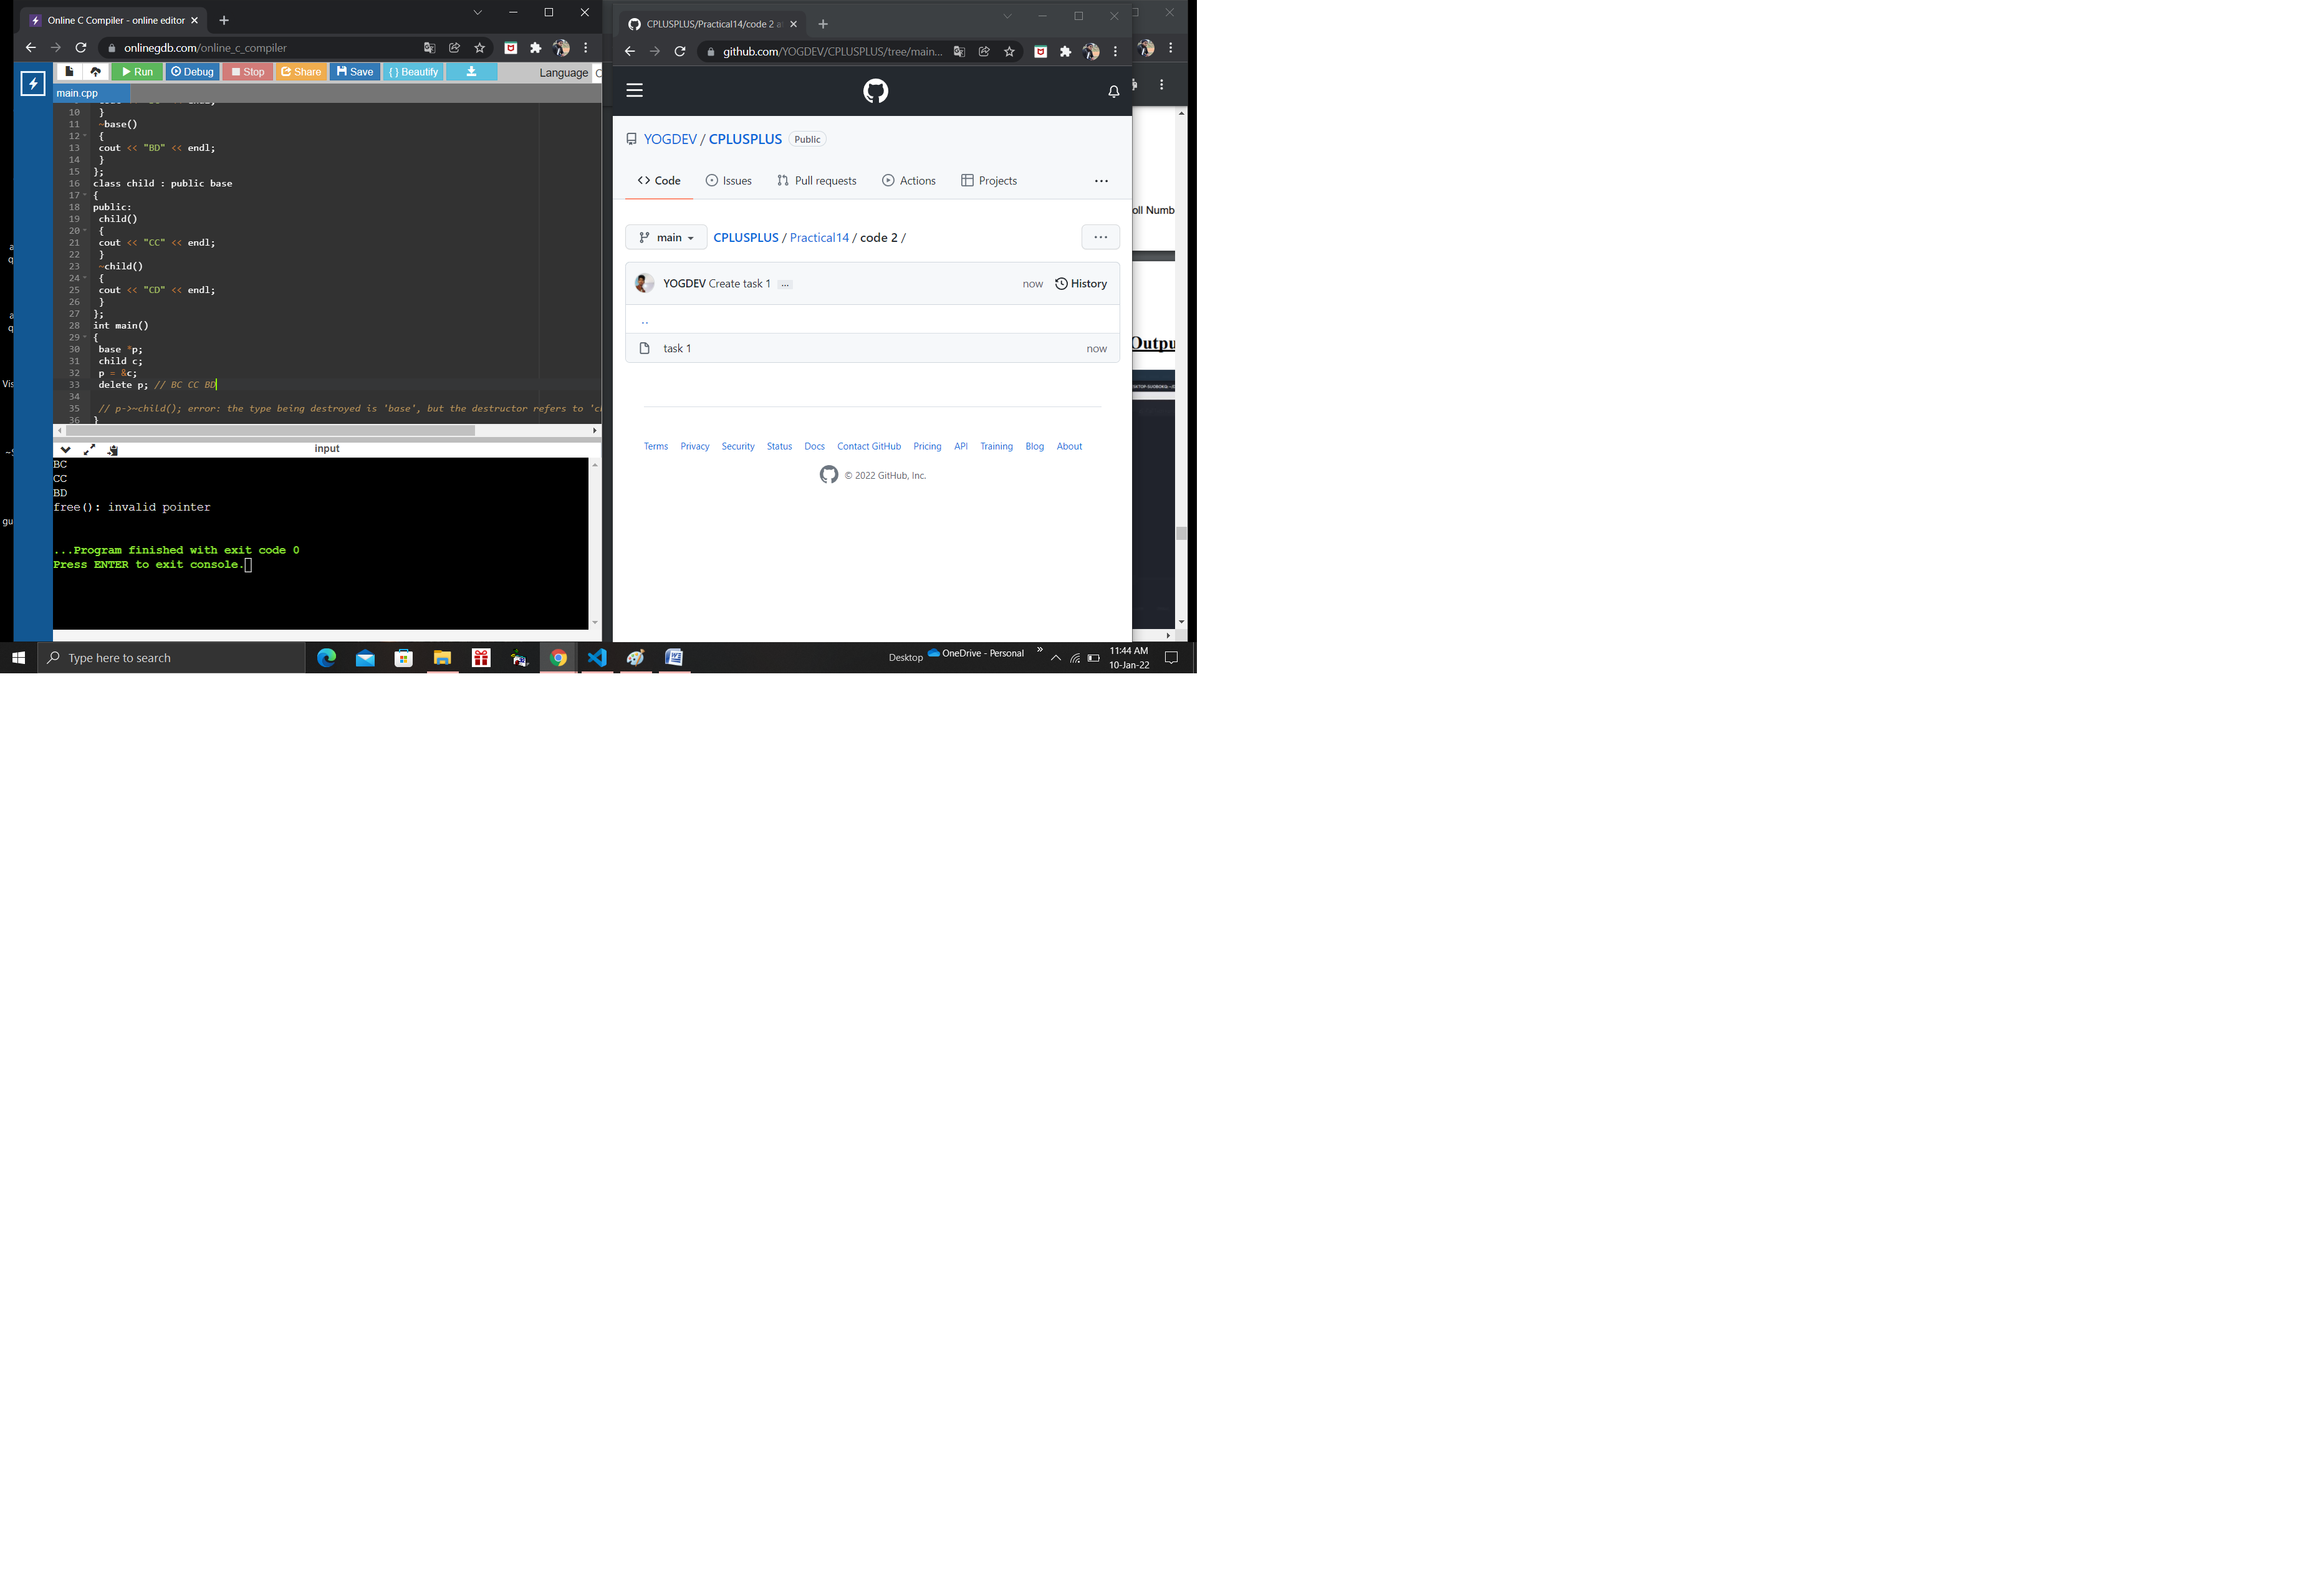 Online C Compiler - online editor
onlinegdb.com/online_c_compiler
Run
Debug
Stop
Share
Save
{ } Beautify
Language
main.cpp
10 }
11 ~base()
12 {
13 cout << "BD" << endl;
14 }
15 };
16 class child : public base
17 {
18 public:
19 child()
20 {
21 cout << "CC" << endl;
22 }
23 ~child()
24 {
25 cout << "CD" << endl;
26 }
27 };
28 int main()
29 {
30 base *p;
31 child c;
32 p = &c;
33 delete p; // BC CC BD
34
35 // p->~child(); error: the type being destroyed is 'base', but the destructor refers to 'c
36 }
input
BC
CC
BD
free(): invalid pointer
...Program finished with exit code 0
Press ENTER to exit console.
CPLUSPLUS/Practical14/code 2 a
github.com/YOGDEV/CPLUSPLUS/tree/main...
YOGDEV / CPLUSPLUS Public
Code
Issues
Pull requests
Actions
Projects
main
CPLUSPLUS / Practical14 / code 2 /
YOGDEV Create task 1 ...
now
History
..
task 1
now
Terms Privacy Security Status Docs Contact GitHub Pricing API Training Blog About
© 2022 GitHub, Inc.
oll Numb
Outpu
Vis
gu
Type here to search
Desktop
OneDrive - Personal
11:44 AM
10-Jan-22